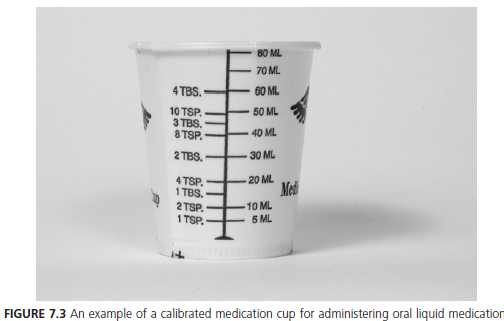 80 ML
70 ML
4 TBS. 60 ML
10 TSP. 50 ML
3 TBS.
8 TSP. 40 ML
2 TBS. 30 ML
4 TSP. 20 ML
1 TBS.
2 TSP. 10 ML
1 TSP. 5 ML
FIGURE 7.3 An example of a calibrated medication cup for administering oral liquid medication